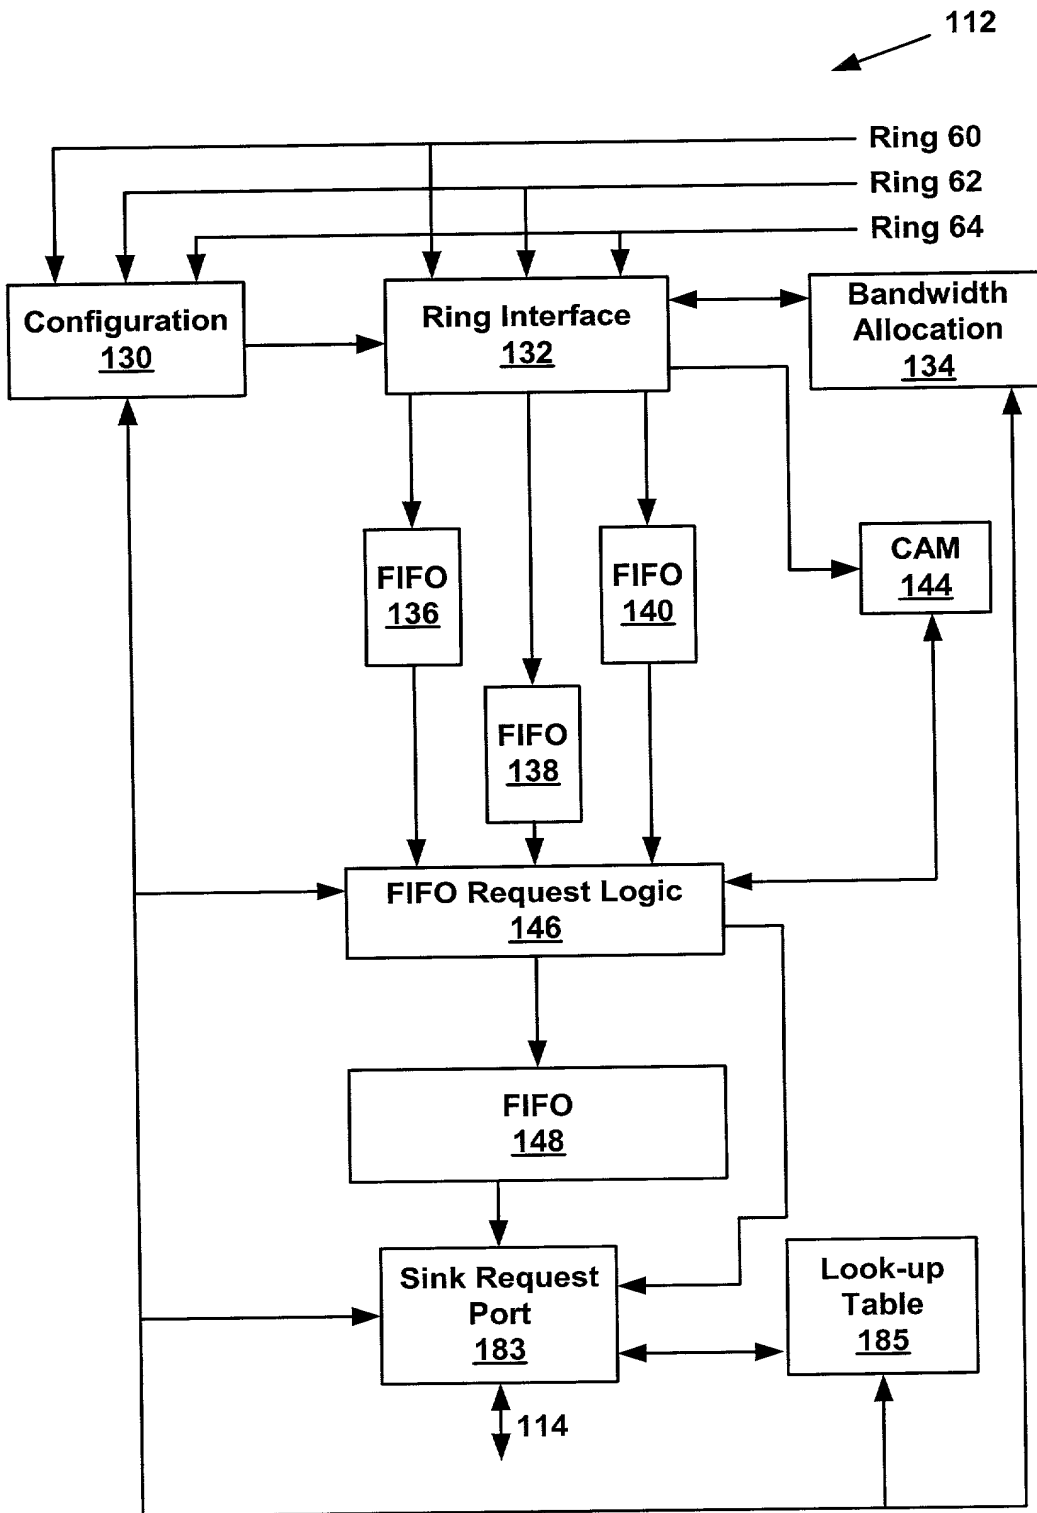 112
Ring 60
Ring 62
Ring 64
Configuration
130
Ring Interface
132
Bandwidth
Allocation
134
FIFO
136
FIFO
140
CAM
144
FIFO
138
FIFO Request Logic
146
FIFO
148
Sink Request
Port
183
Look-up
Table
185
114